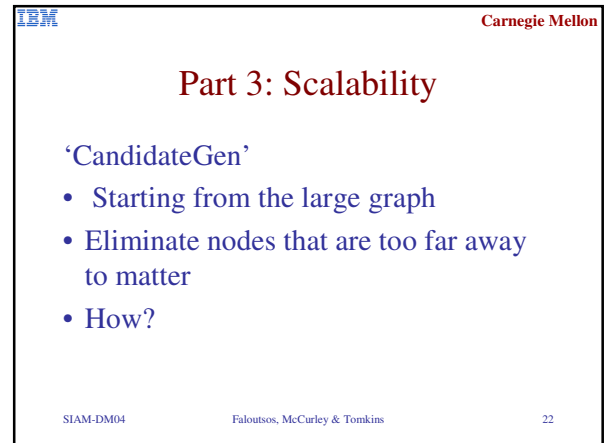 IBM
Carnegie Mellon
Part 3: Scalability
‘CandidateGen’
• Starting from the large graph
• Eliminate nodes that are too far away
to matter
• How?
SIAM-DM04 Faloutsos, McCurley & Tomkins 22